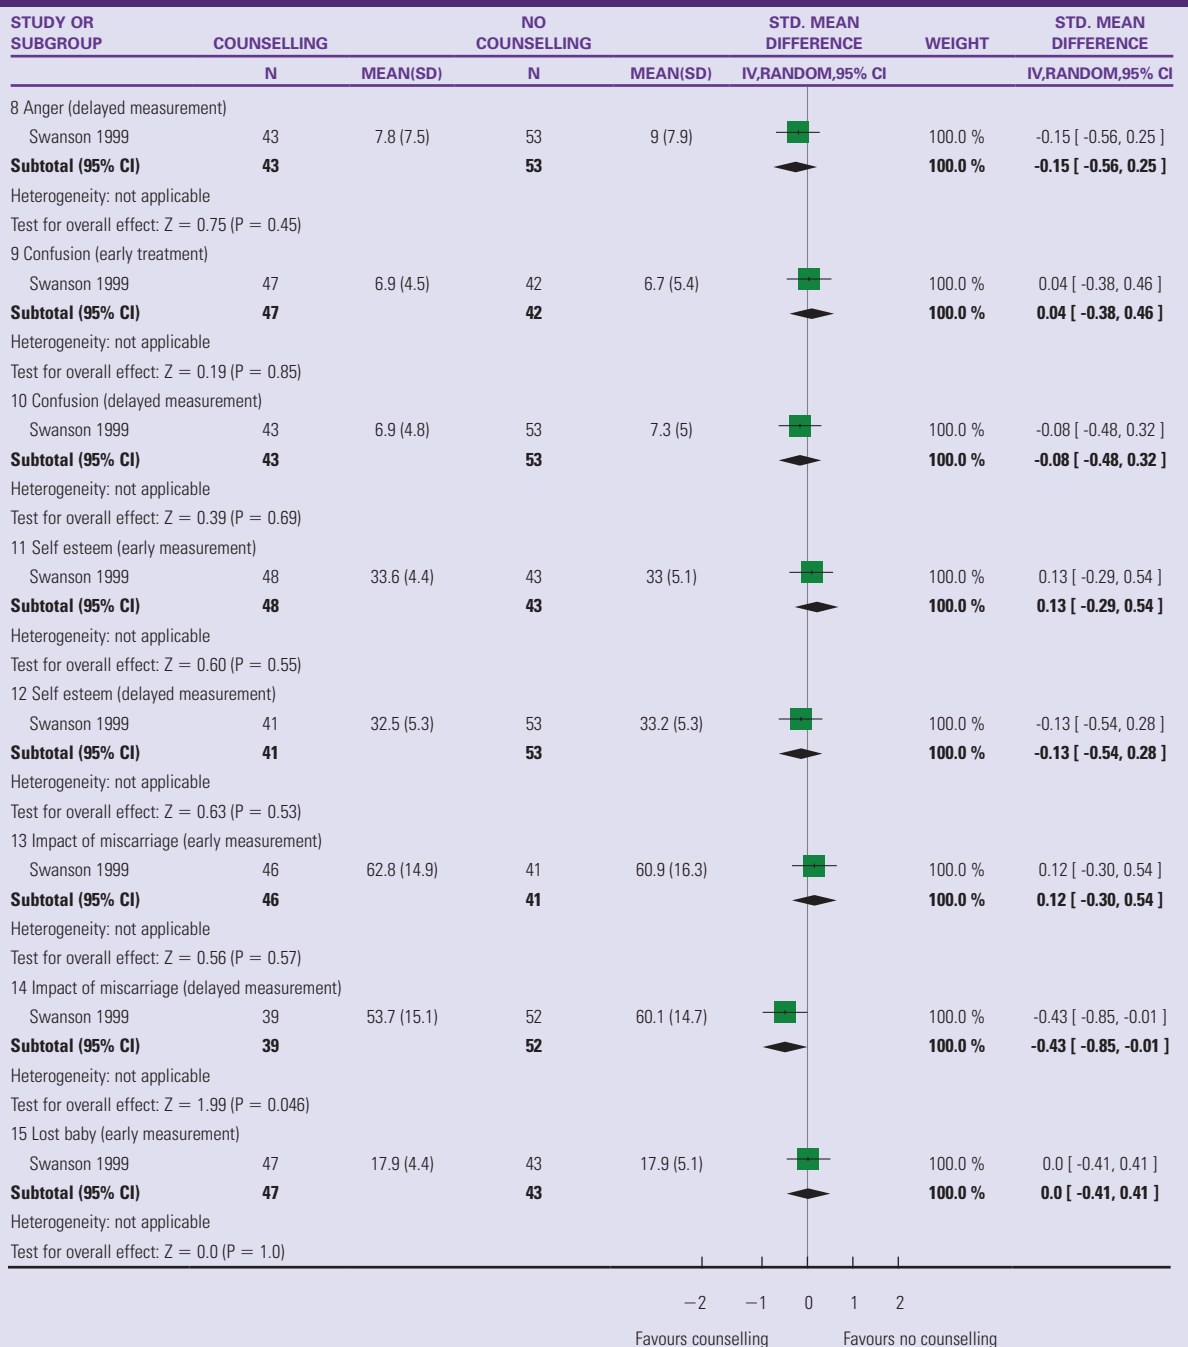 STUDY OR SUBGROUP COUNSELLING NO COUNSELLING STD. MEAN DIFFERENCE WEIGHT STD. MEAN DIFFERENCE
N MEAN(SD) N MEAN(SD) IV,RANDOM,95% CI IV,RANDOM,95% CI
8 Anger (delayed measurement)
Swanson 1999 43 7.8 (7.5) 53 9 (7.9) 100.0 % -0.15 [ -0.56, 0.25 ]
Subtotal (95% CI) 43 53 100.0 % -0.15 [ -0.56, 0.25 ]
Heterogeneity: not applicable
Test for overall effect: Z = 0.75 (P = 0.45)
9 Confusion (early treatment)
Swanson 1999 47 6.9 (4.5) 42 6.7 (5.4) 100.0 % 0.04 [ -0.38, 0.46 ]
Subtotal (95% CI) 47 42 100.0 % 0.04 [ -0.38, 0.46 ]
Heterogeneity: not applicable
Test for overall effect: Z = 0.19 (P = 0.85)
10 Confusion (delayed measurement)
Swanson 1999 43 6.9 (4.8) 53 7.3 (5) 100.0 % -0.08 [ -0.48, 0.32 ]
Subtotal (95% CI) 43 53 100.0 % -0.08 [ -0.48, 0.32 ]
Heterogeneity: not applicable
Test for overall effect: Z = 0.39 (P = 0.69)
11 Self esteem (early measurement)
Swanson 1999 48 33.6 (4.4) 43 33 (5.1) 100.0 % 0.13 [ -0.29, 0.54 ]
Subtotal (95% CI) 48 43 100.0 % 0.13 [ -0.29, 0.54 ]
Heterogeneity: not applicable
Test for overall effect: Z = 0.60 (P = 0.55)
12 Self esteem (delayed measurement)
Swanson 1999 41 32.5 (5.3) 53 33.2 (5.3) 100.0 % -0.13 [ -0.54, 0.28 ]
Subtotal (95% CI) 41 53 100.0 % -0.13 [ -0.54, 0.28 ]
Heterogeneity: not applicable
Test for overall effect: Z = 0.63 (P = 0.53)
13 Impact of miscarriage (early measurement)
Swanson 1999 46 62.8 (14.9) 41 60.9 (16.3) 100.0 % 0.12 [ -0.30, 0.54 ]
Subtotal (95% CI) 46 41 100.0 % 0.12 [ -0.30, 0.54 ]
Heterogeneity: not applicable
Test for overall effect: Z = 0.56 (P = 0.57)
14 Impact of miscarriage (delayed measurement)
Swanson 1999 39 53.7 (15.1) 52 60.1 (14.7) 100.0 % -0.43 [ -0.85, -0.01 ]
Subtotal (95% CI) 39 52 100.0 % -0.43 [ -0.85, -0.01 ]
Heterogeneity: not applicable
Test for overall effect: Z = 1.99 (P = 0.046)
15 Lost baby (early measurement)
Swanson 1999 47 17.9 (4.4) 43 17.9 (5.1) 100.0 % 0.0 [ -0.41, 0.41 ]
Subtotal (95% CI) 47 43 100.0 % 0.0 [ -0.41, 0.41 ]
Heterogeneity: not applicable
Test for overall effect: Z = 0.0 (P = 1.0)
−2 −1 0 1 2
Favours counselling Favours no counselling